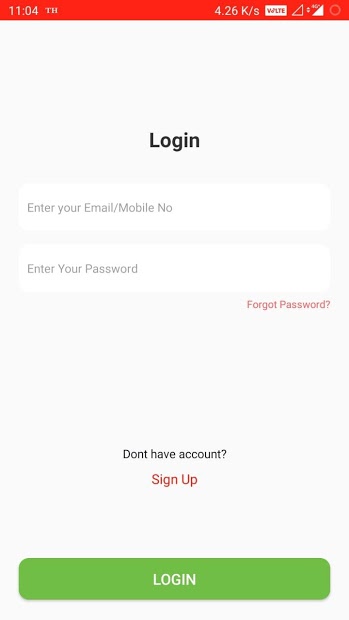 11:04 TH 4.26 K/s VoLTE 4G
Login
Enter your Email/Mobile No
Enter Your Password
Forgot Password?
Dont have account?
Sign Up
LOGIN